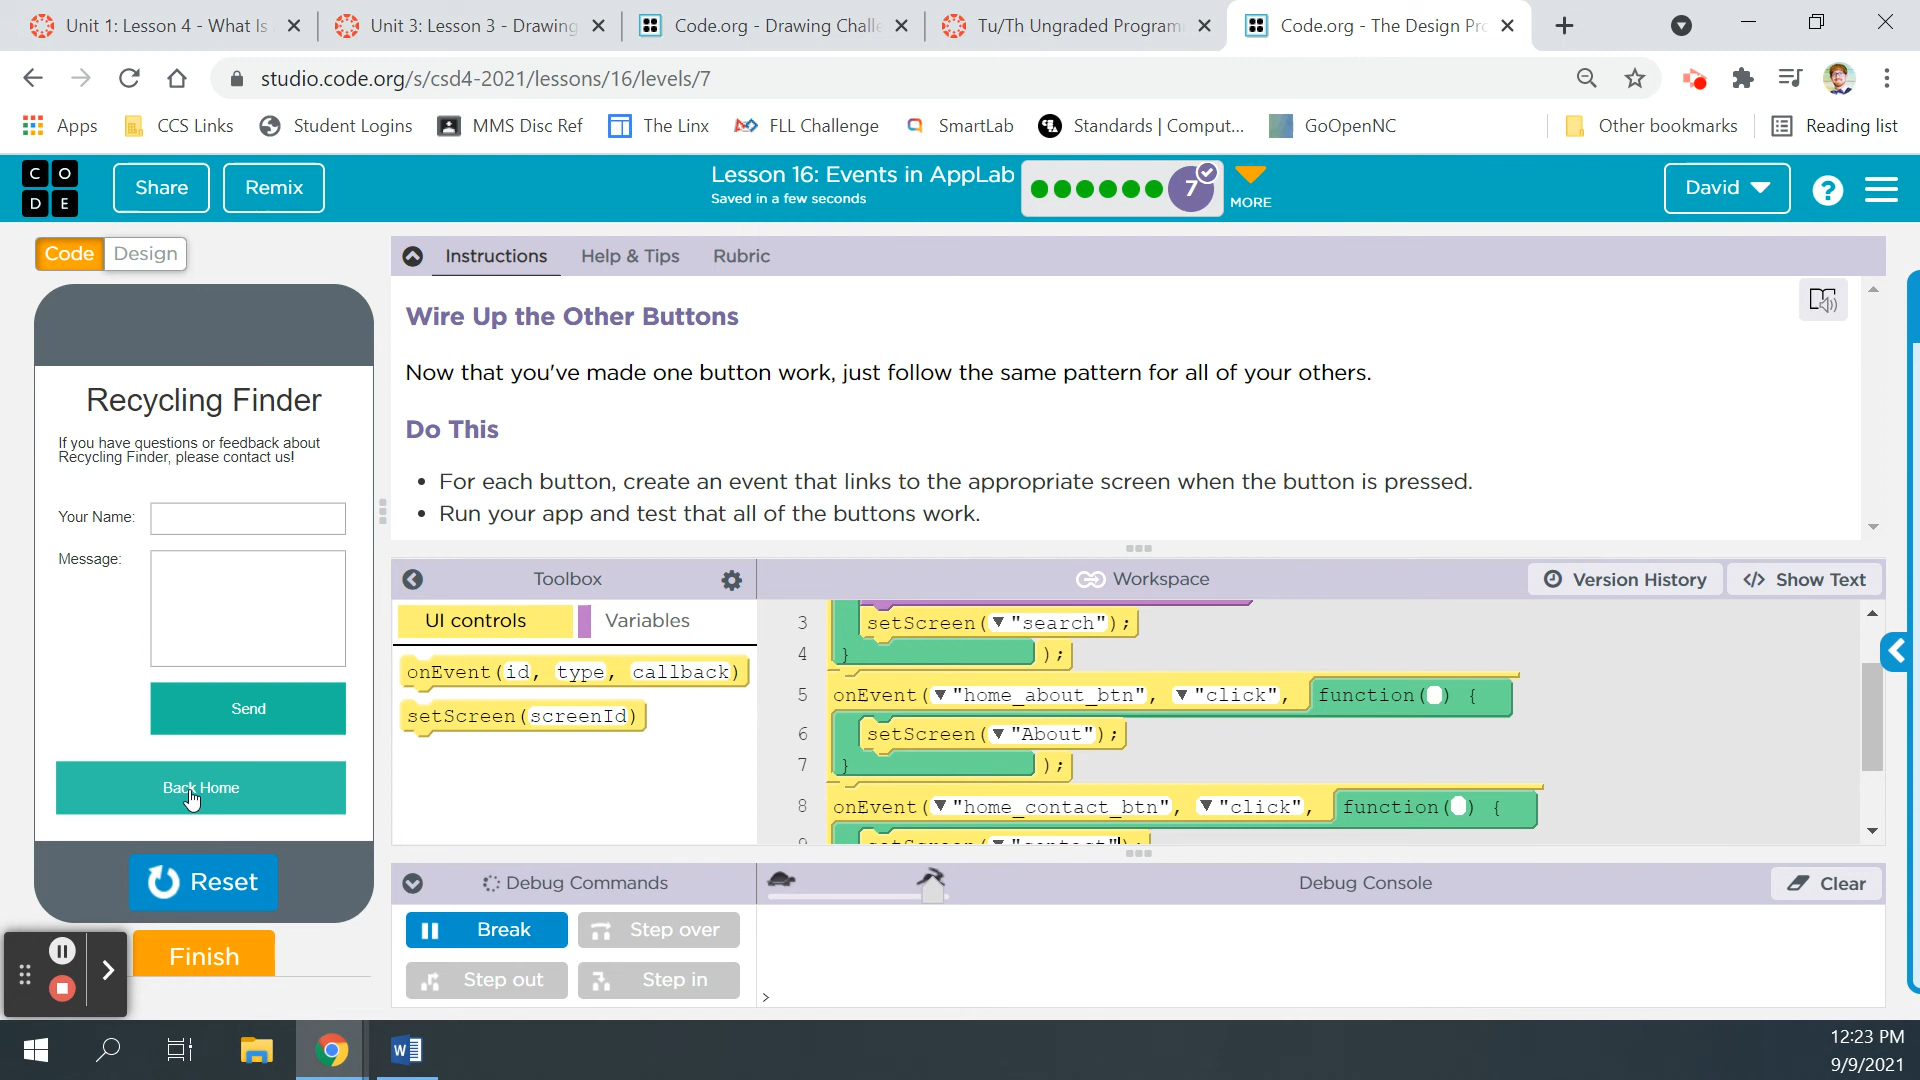 Unit 1: Lesson 4 - What Is
Unit 3: Lesson 3 - Drawing
Code.org - Drawing Challe
Tu/Th Ungraded Program
Code.org - The Design Pro
studio.code.org/s/csd4-2021/lessons/16/levels/7
Apps
CCS Links
Student Logins
MMS Disc Ref
The Linx
FLL Challenge
SmartLab
Standards | Comput...
GoOpenNC
Other bookmarks
Reading list
C O
D E
Share
Remix
Lesson 16: Events in AppLab
Saved in a few seconds
7
MORE
David
?
Code
Design
Instructions
Help & Tips
Rubric
Wire Up the Other Buttons
Now that you've made one button work, just follow the same pattern for all of your others.
Do This
• For each button, create an event that links to the appropriate screen when the button is pressed.
• Run your app and test that all of the buttons work.
Recycling Finder
If you have questions or feedback about
Recycling Finder, please contact us!
Your Name:
Message:
Send
Back Home
Reset
Finish
Toolbox
Workspace
Version History
</> Show Text
UI controls
Variables
onEvent(id, type, callback)
setScreen(screenId)
3 setScreen(▼"search");
4 } );
5 onEvent(▼"home_about_btn", ▼"click", function() {
6 setScreen(▼"About");
7 } );
8 onEvent(▼"home_contact_btn", ▼"click", function() {
9 setScreen(▼"contact");
Debug Commands
Debug Console
Clear
Break
Step over
Step out
Step in
>
12:23 PM
9/9/2021